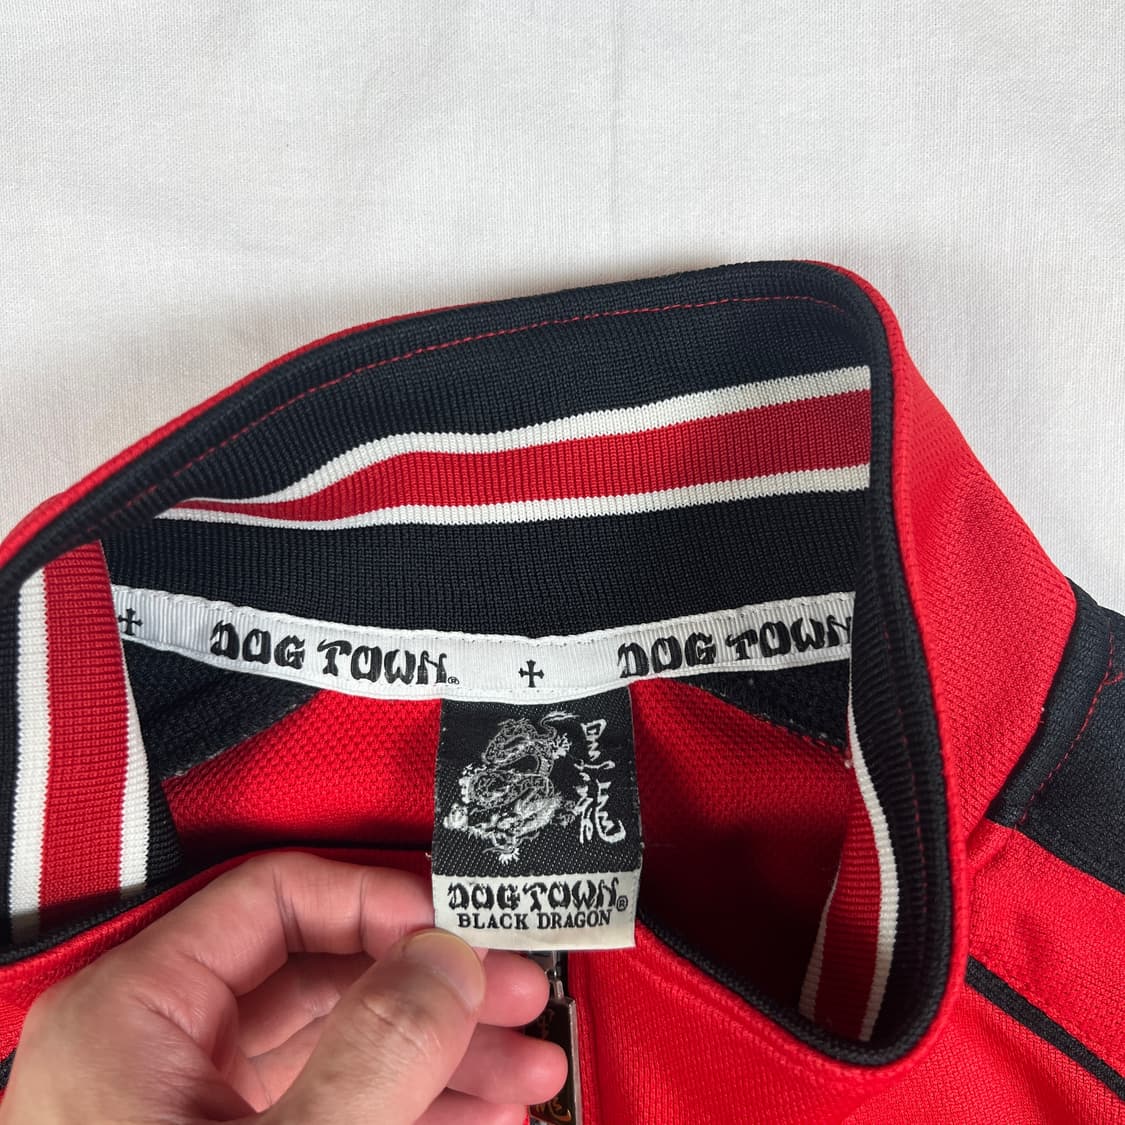 DOG TOWN®
DOG TOWN
黒
龍
DOGTOWN®
BLACK DRAGON